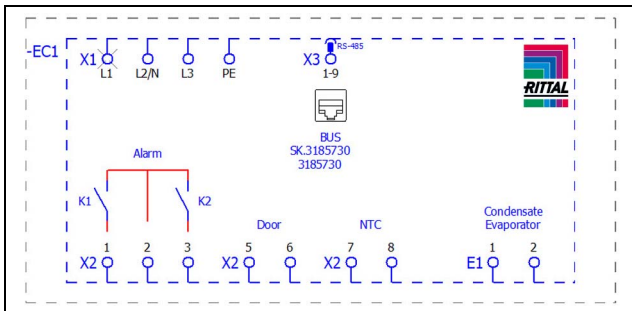 -EC1
X1 L1 L2/N L3 PE
X3 RS-485
1-9
RITTAL
BUS
SK.3185730
3185730
Alarm
K1 K2
Door NTC
Condensate
Evaporator
1 2 3 5 6 7 8 1 2
X2 X2 X2 E1